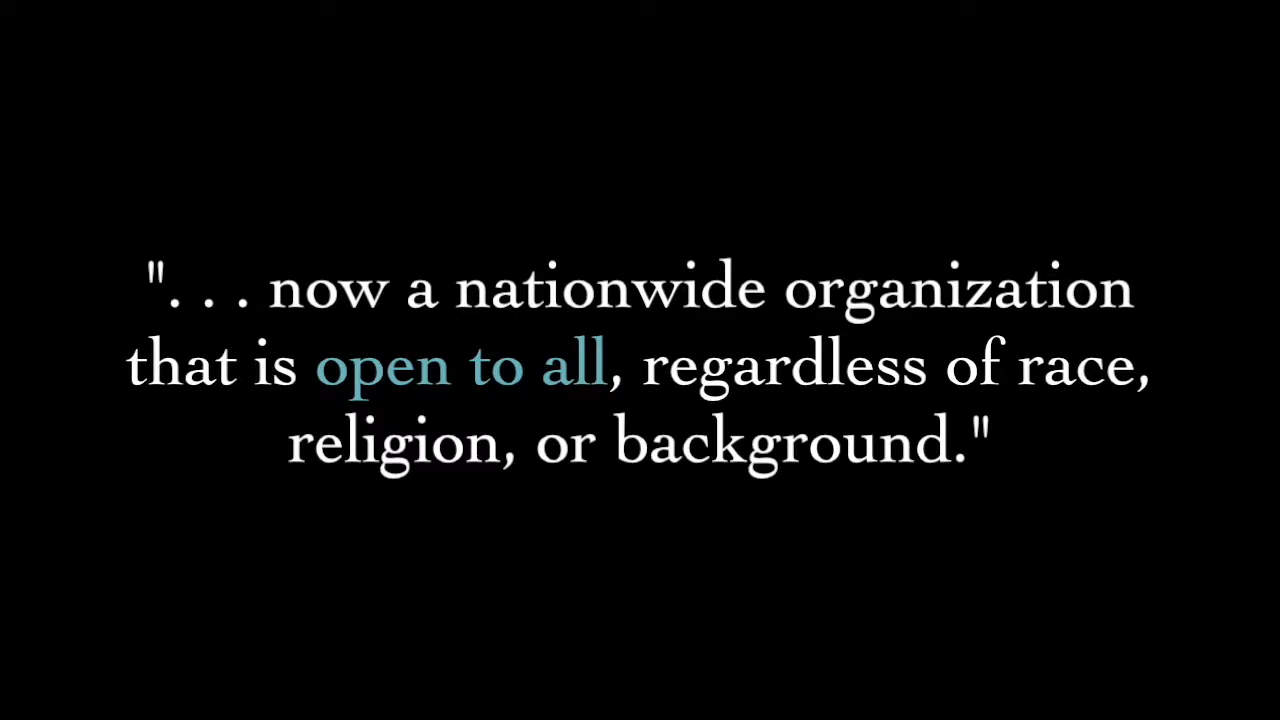 ". . . now a nationwide organization
that is open to all, regardless of race,
religion, or background."